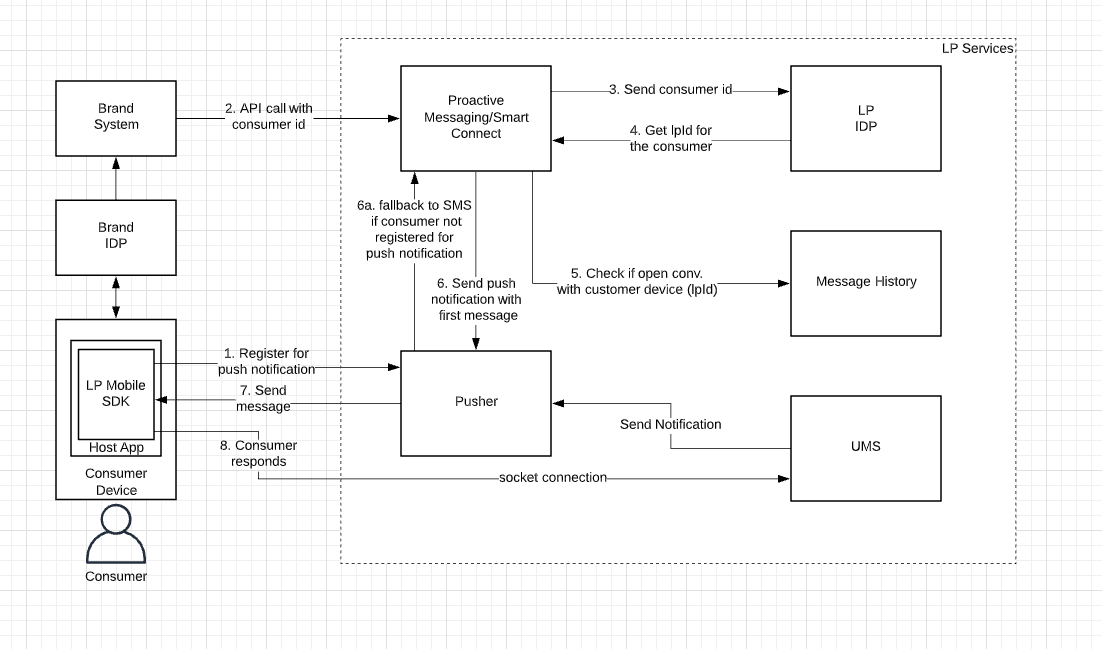 LP Services
Brand
System
2. API call with
consumer id
Proactive
Messaging/Smart
Connect
3. Send consumer id
4. Get lpId for
the consumer
LP
IDP
Brand
IDP
6a. fallback to SMS
if consumer not
registered for
push notification
6. Send push
notification with
first message
5. Check if open conv.
with customer device (lpId)
Message History
1. Register for
push notification
7. Send
message
LP Mobile
SDK
Host App
Consumer
Device
8. Consumer
responds
Pusher
Send Notification
UMS
socket connection
Consumer